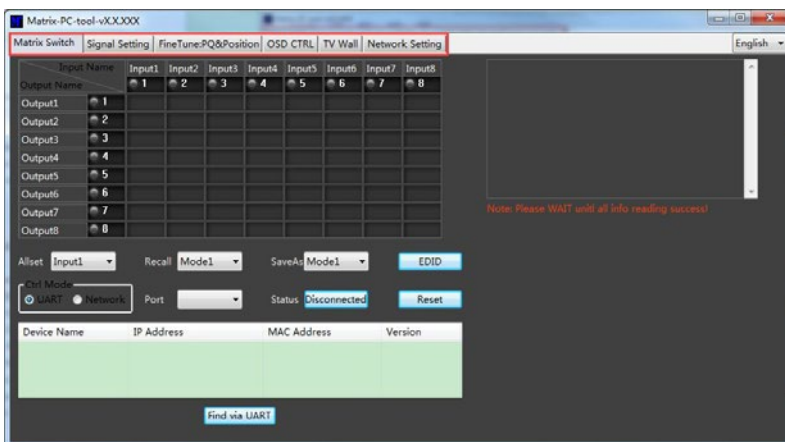 Matrix-PC-tool-vX.X.XXX
Matrix Switch Signal Setting FineTune:PQ&Position OSD CTRL TV Wall Network Setting English
Input Name Input1 Input2 Input3 Input4 Input5 Input6 Input7 Input8
Output Name 1 2 3 4 5 6 7 8
Output1 1
Output2 2
Output3 3
Output4 4
Output5 5
Output6 6
Output7 7
Output8 8
Note: Please WAIT unitl all info reading success!
Allset Input1 Recall Mode1 SaveAs Mode1 EDID
Ctrl Mode
UART Network Port Status Disconnected Reset
Device Name IP Address MAC Address Version
Find via UART